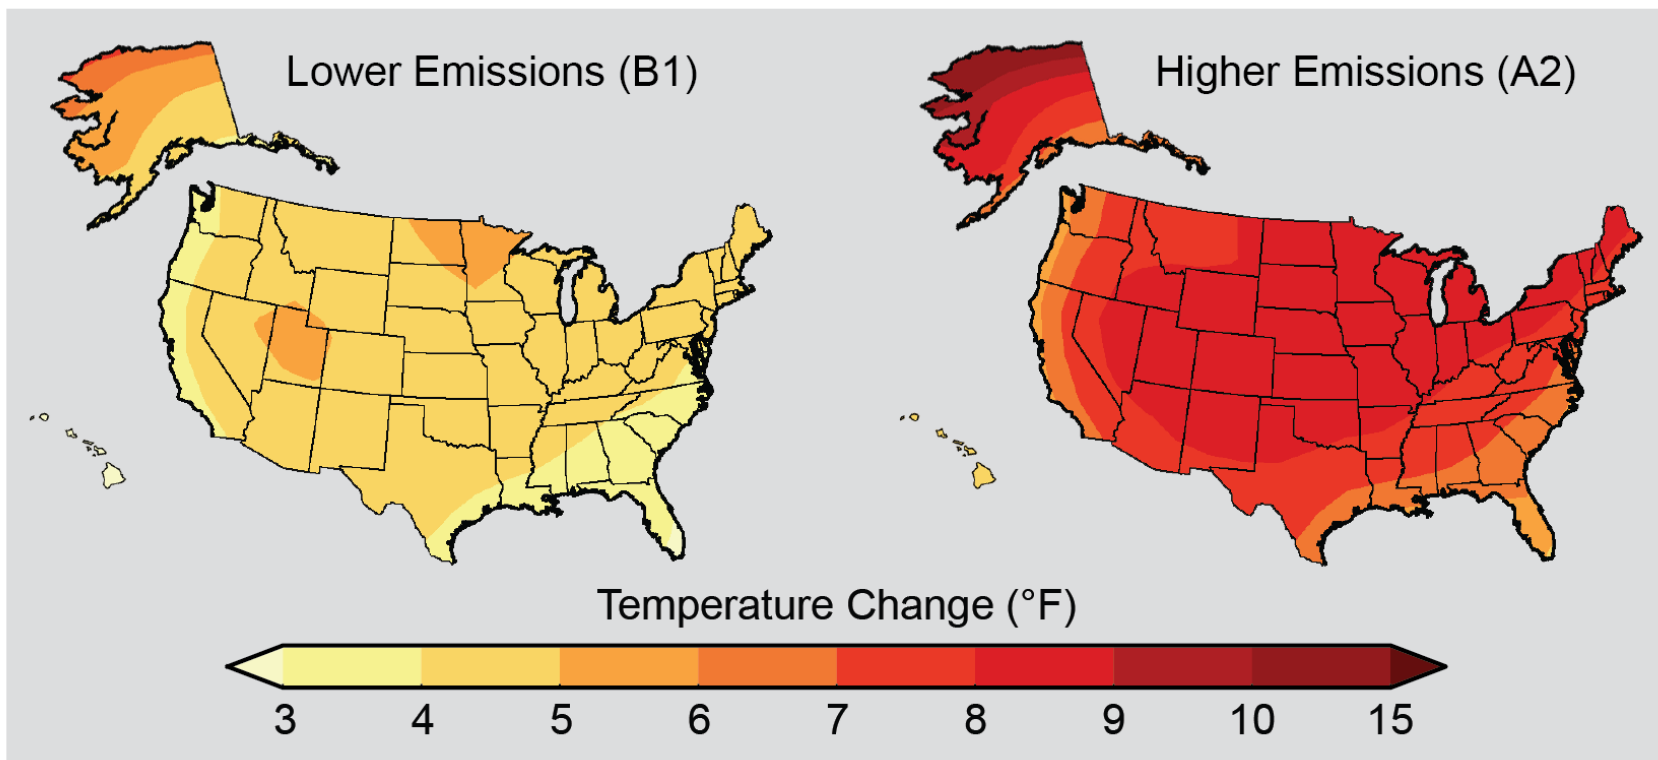 Lower Emissions (B1)
Higher Emissions (A2)
Temperature Change (°F)
3 4 5 6 7 8 9 10 15